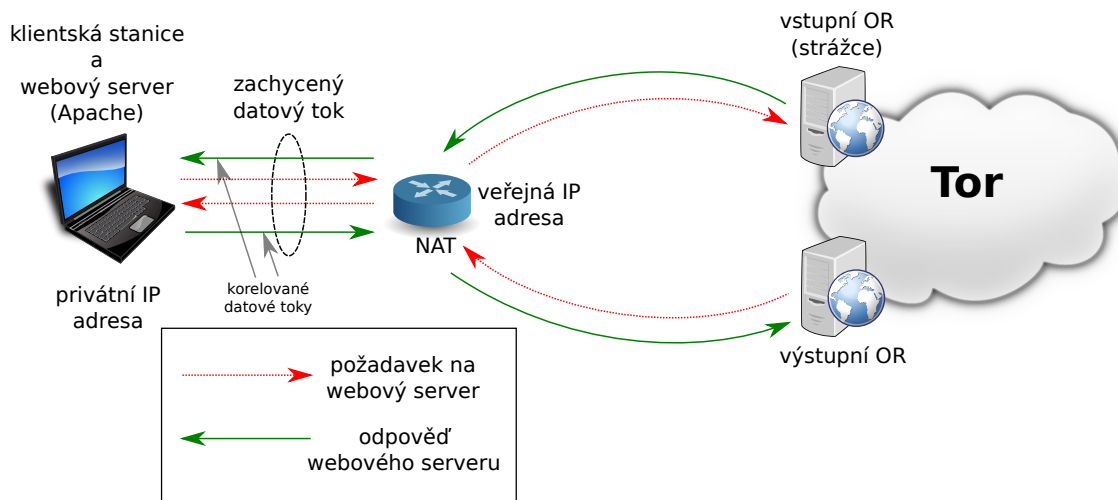 klientská stanice
a
webový server
(Apache)
zachycený
datový tok
vstupní OR
(strážce)
Tor
veřejná IP
adresa
NAT
korelované
datové toky
privátní IP
adresa
výstupní OR
požadavek na
webový server
odpověď
webového serveru